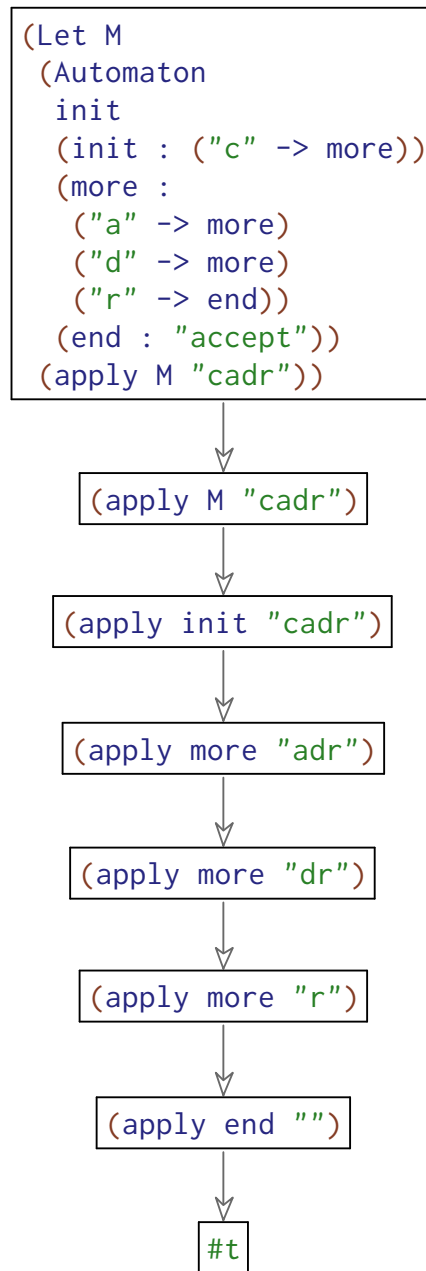 (Let M
(Automaton
init
(init : ("c" -> more))
(more :
("a" -> more)
("d" -> more)
("r" -> end))
(end : "accept"))
(apply M "cadr"))
(apply M "cadr")
(apply init "cadr")
(apply more "adr")
(apply more "dr")
(apply more "r")
(apply end "")
#t